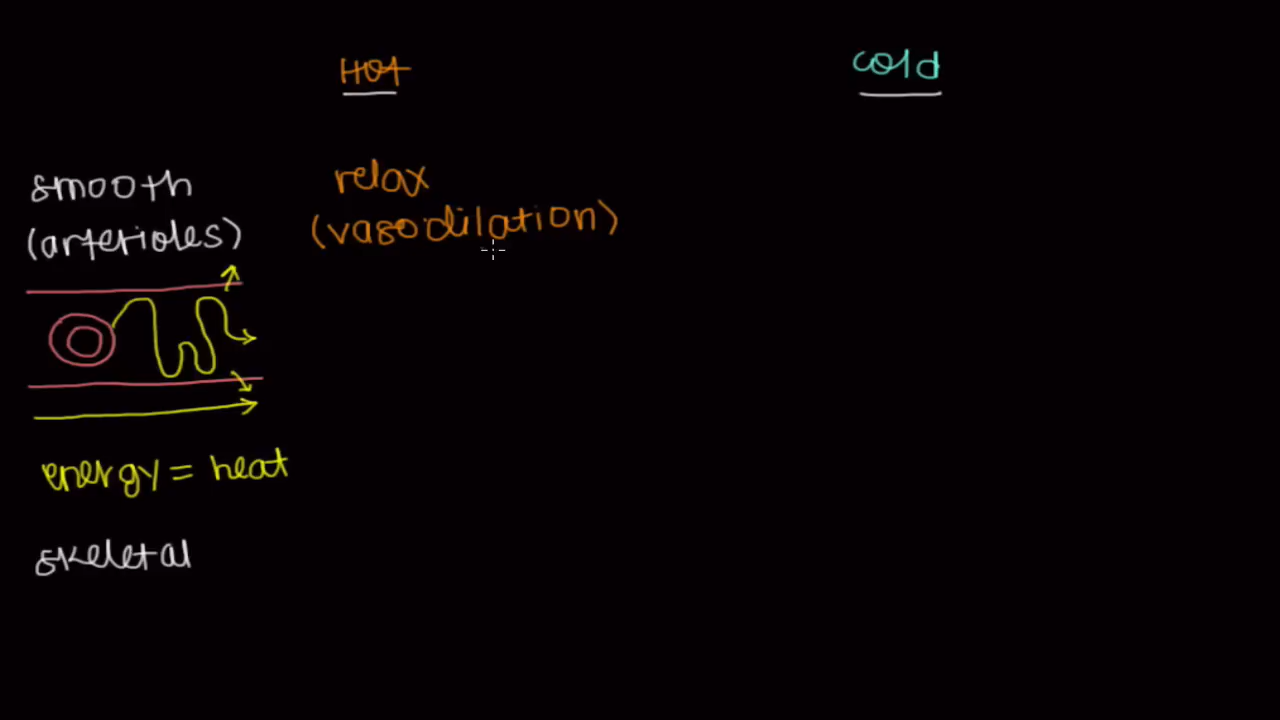 Hot
cold
smooth
relax
(arterioles)
(vasodilation)
energy = heat
skeletal